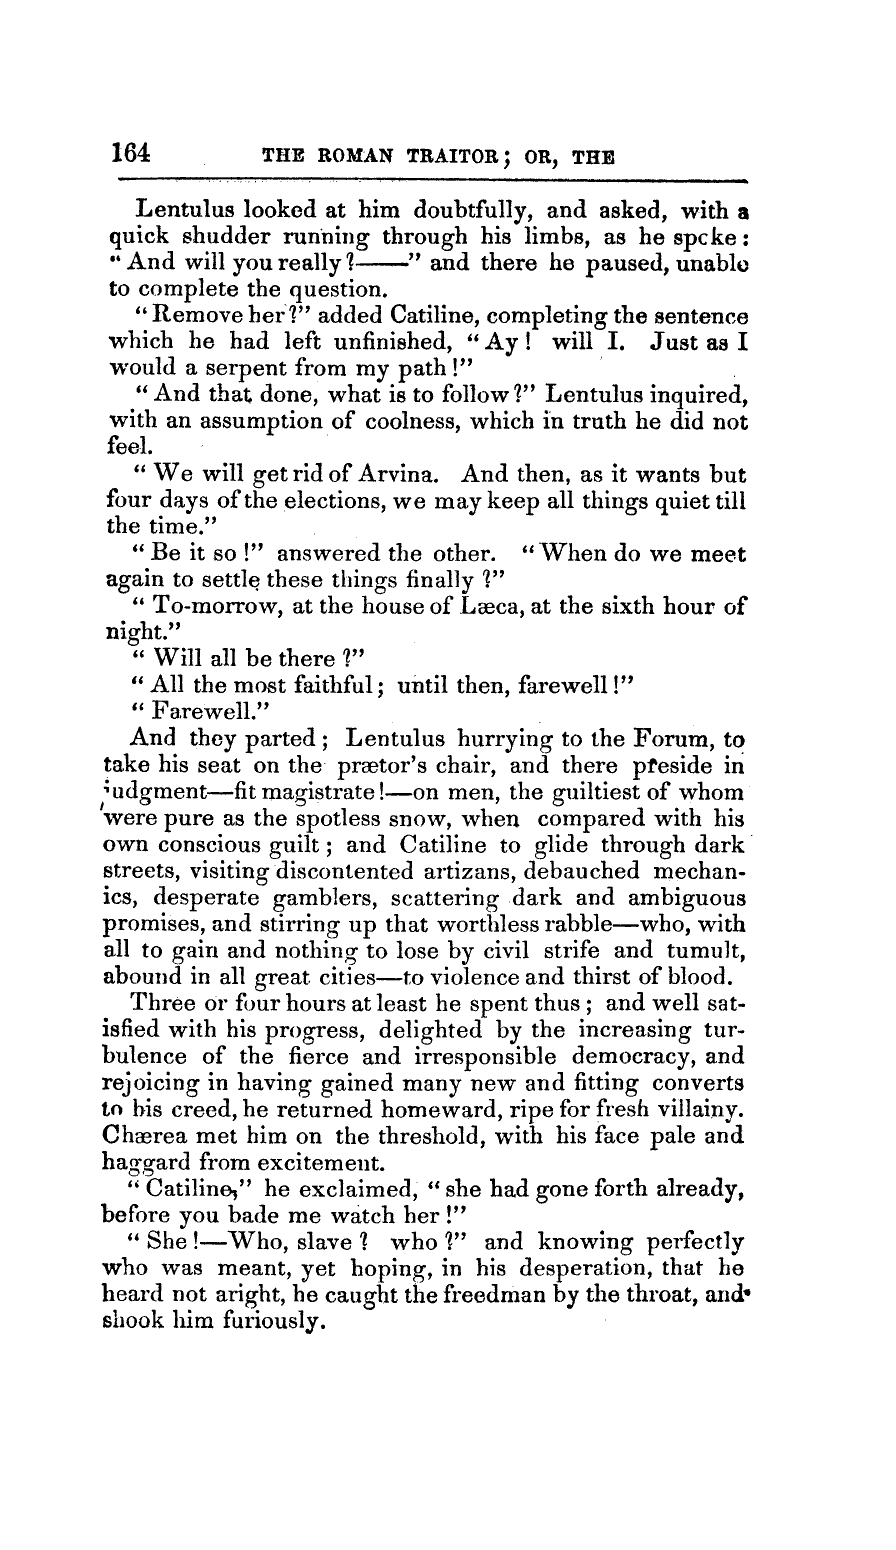 164 THE ROMAN TRAITOR; OR, THE
Lentulus looked at him doubtfully, and asked, with a
quick shudder running through his limbs, as he spcke:
“And will you really?——” and there he paused, unable
to complete the question.
“Remove her?” added Catiline, completing the sentence
which he had left unfinished, “Ay! will I. Just as I
would a serpent from my path!”
“And that done, what is to follow?” Lentulus inquired,
with an assumption of coolness, which in truth he did not
feel.
“We will get rid of Arvina. And then, as it wants but
four days of the elections, we may keep all things quiet till
the time.”
“Be it so!” answered the other. “When do we meet
again to settle these things finally?”
“To-morrow, at the house of Læca, at the sixth hour of
night.”
“Will all be there?”
“All the most faithful; until then, farewell!”
“Farewell.”
And they parted; Lentulus hurrying to the Forum, to
take his seat on the prætor's chair, and there preside in
judgment—fit magistrate!—on men, the guiltiest of whom
were pure as the spotless snow, when compared with his
own conscious guilt; and Catiline to glide through dark
streets, visiting discontented artizans, debauched mechan-
ics, desperate gamblers, scattering dark and ambiguous
promises, and stirring up that worthless rabble—who, with
all to gain and nothing to lose by civil strife and tumult,
abound in all great cities—to violence and thirst of blood.
Three or four hours at least he spent thus; and well sat-
isfied with his progress, delighted by the increasing tur-
bulence of the fierce and irresponsible democracy, and
rejoicing in having gained many new and fitting converts
to his creed, he returned homeward, ripe for fresh villainy.
Chærea met him on the threshold, with his face pale and
haggard from excitement.
“Catiline,” he exclaimed, “she had gone forth already,
before you bade me watch her!”
“She!—Who, slave? who?” and knowing perfectly
who was meant, yet hoping, in his desperation, that he
heard not aright, he caught the freedman by the throat, and
shook him furiously.